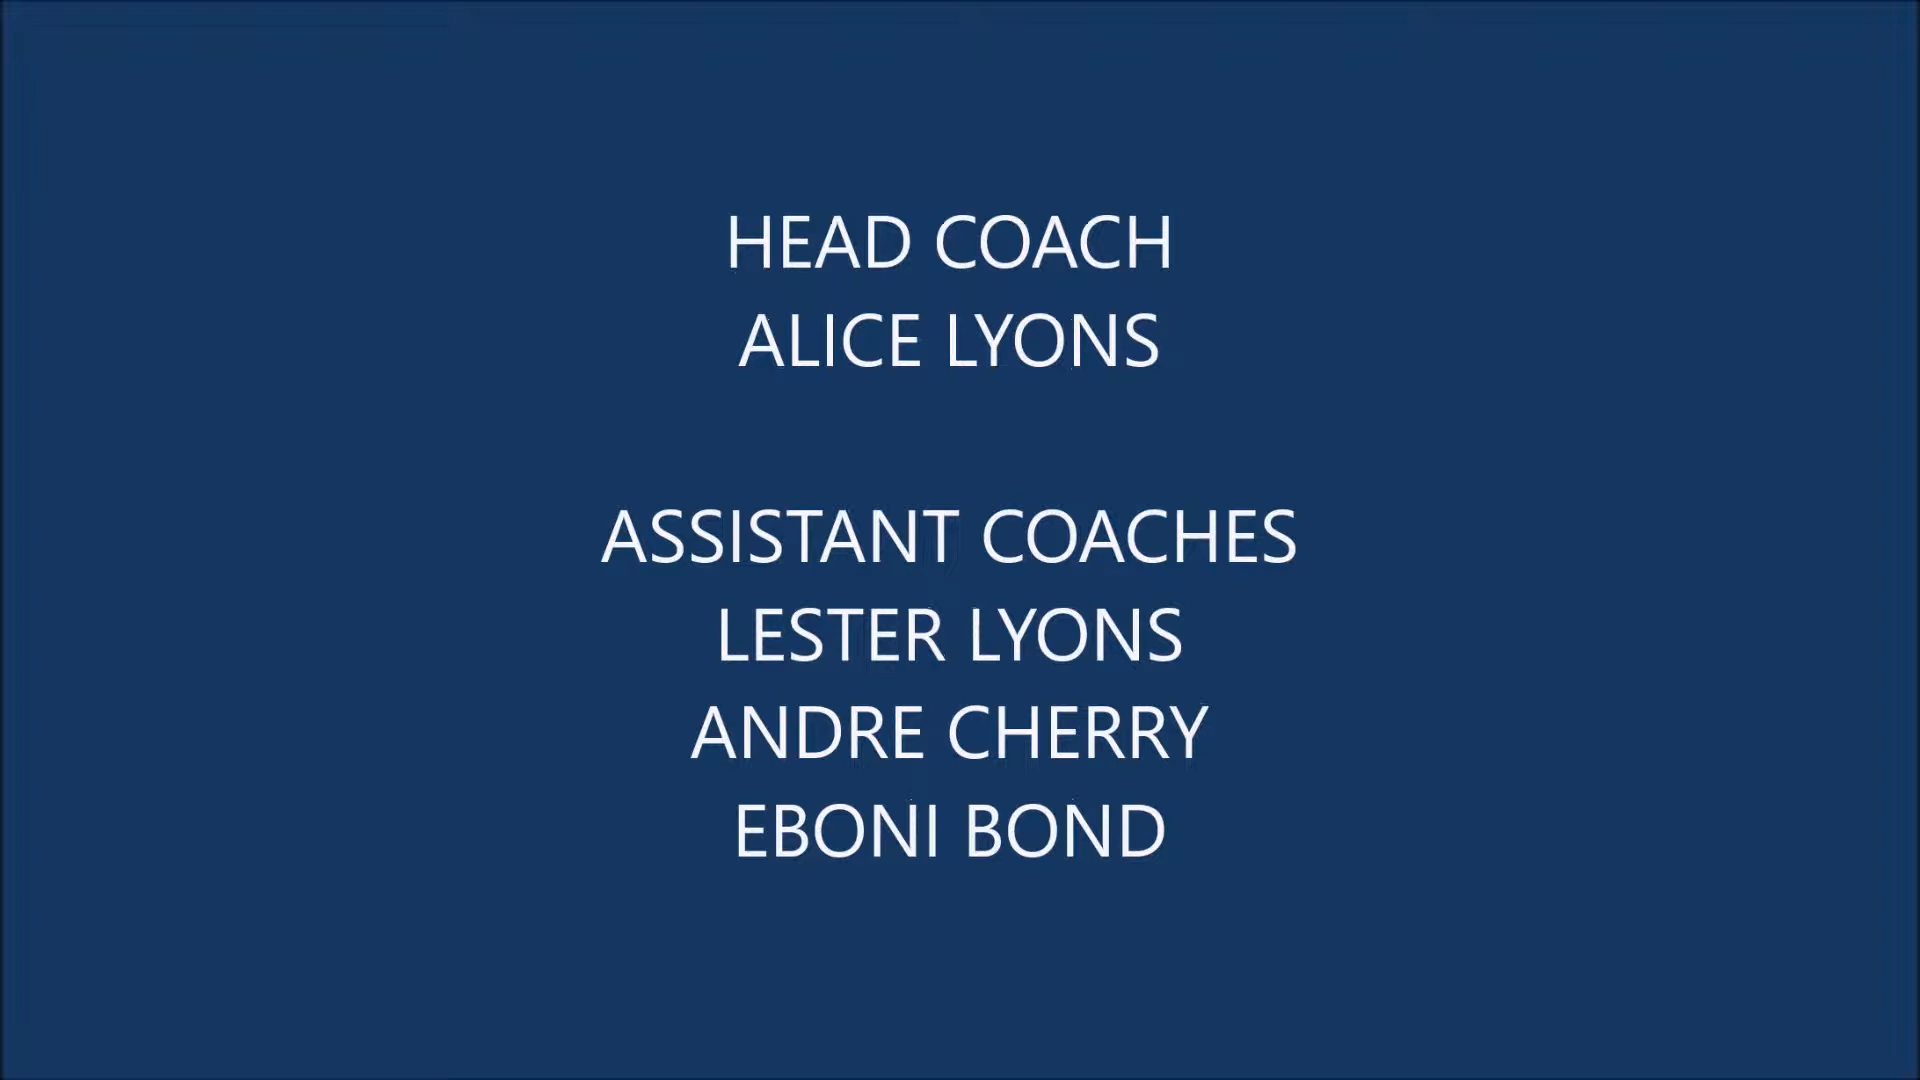 HEAD COACH
ALICE LYONS
ASSISTANT COACHES
LESTER LYONS
ANDRE CHERRY
EBONI BOND